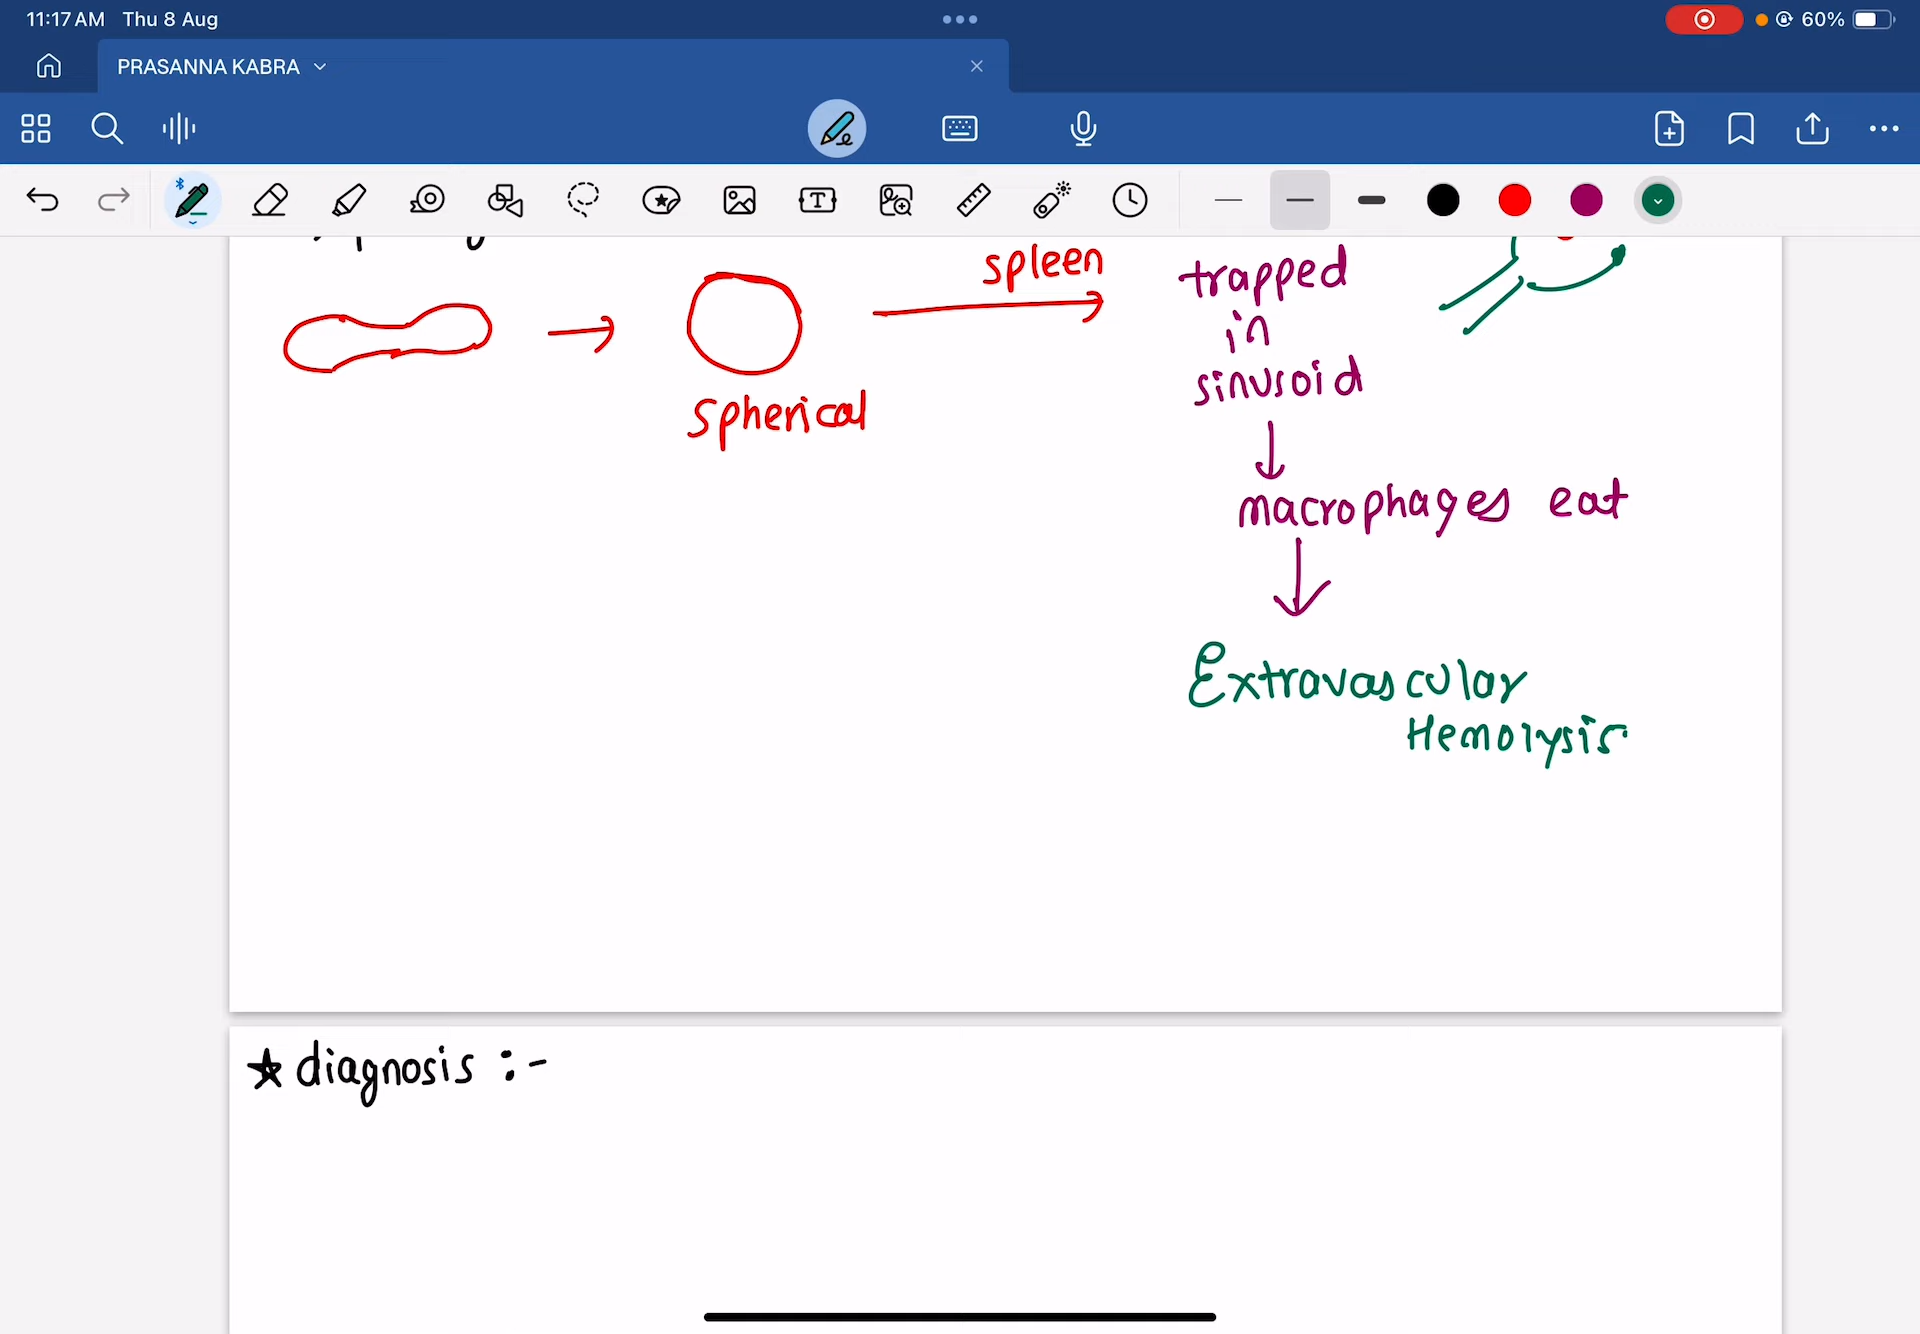 11:17 AM Thu 8 Aug
60%
PRASANNA KABRA
spleen
trapped
in
sinusoid
spherical
macrophages eat
Extravascular
Hemolysis
★ diagnosis :-